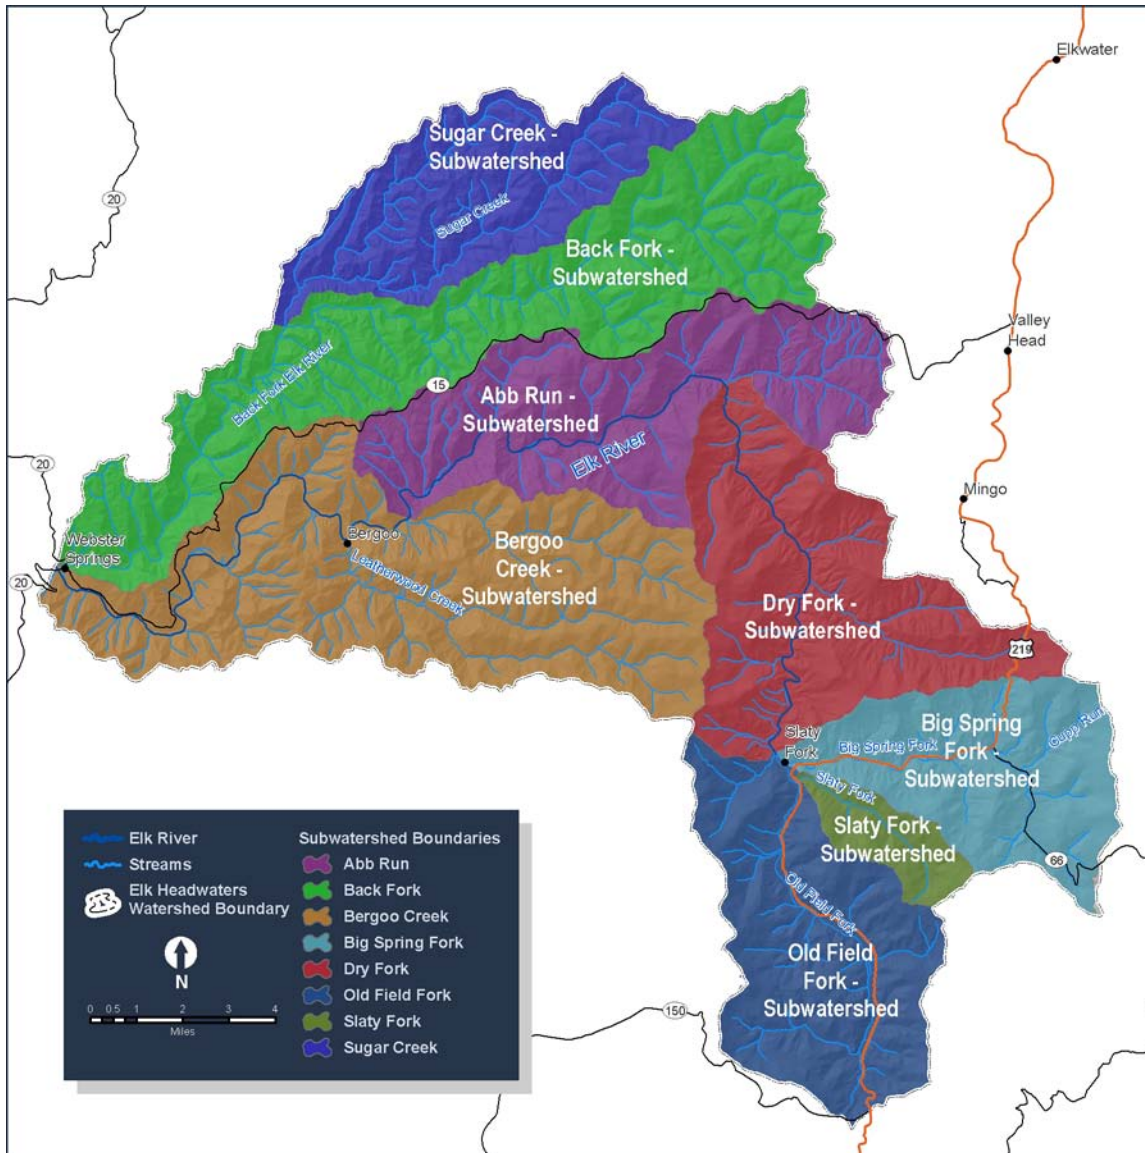 Elkwater
Sugar Creek -
Subwatershed
20
Sugar Creek
Back Fork -
Subwatershed
Valley
Head
Back Fork Elk River
15
Abb Run -
Subwatershed
Elk River
20
Mingo
Webster
Springs
Bergoo
Bergoo
Creek -
Subwatershed
Leatherwood Creek
20
Dry Fork -
Subwatershed
219
Slaty
Fork
Big Spring Fork
Big Spring
Fork -
Subwatershed
Cupp Run
Slaty Fork
Slaty Fork -
Subwatershed
66
Old Field Fork
Old Field
Fork -
Subwatershed
150
Elk River
Streams
Elk Headwaters
Watershed Boundary
N
0 0.5 1 2 3 4
Miles
Subwatershed Boundaries
Abb Run
Back Fork
Bergoo Creek
Big Spring Fork
Dry Fork
Old Field Fork
Slaty Fork
Sugar Creek